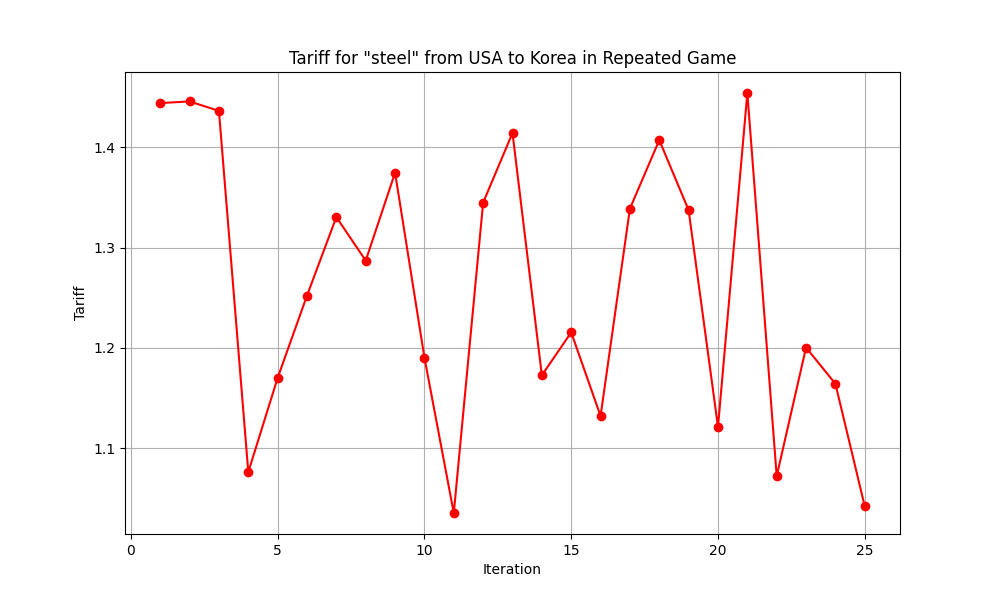 Tariff for "steel" from USA to Korea in Repeated Game
Tariff
1.4
1.3
1.2
1.1
0 5 10 15 20 25
Iteration